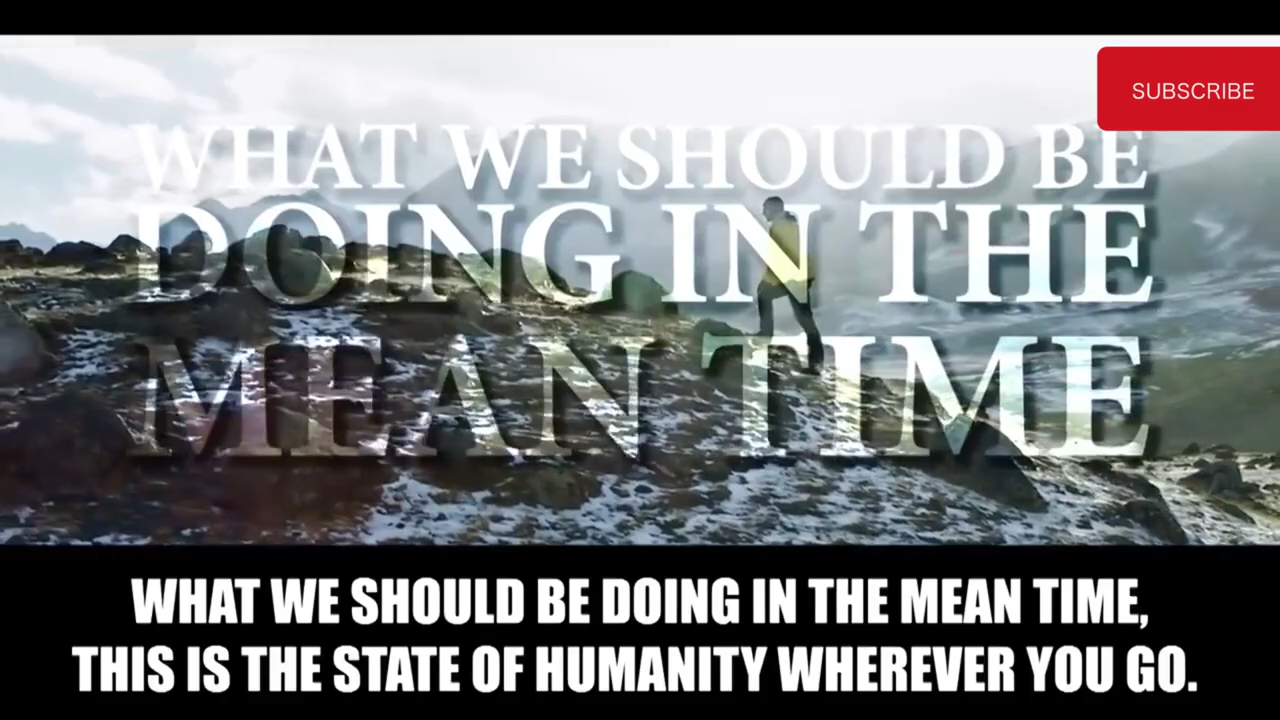 SUBSCRIBE
WHAT WE SHOULD BE
DOING IN THE
MEAN TIME
WHAT WE SHOULD BE DOING IN THE MEAN TIME,
THIS IS THE STATE OF HUMANITY WHEREVER YOU GO.